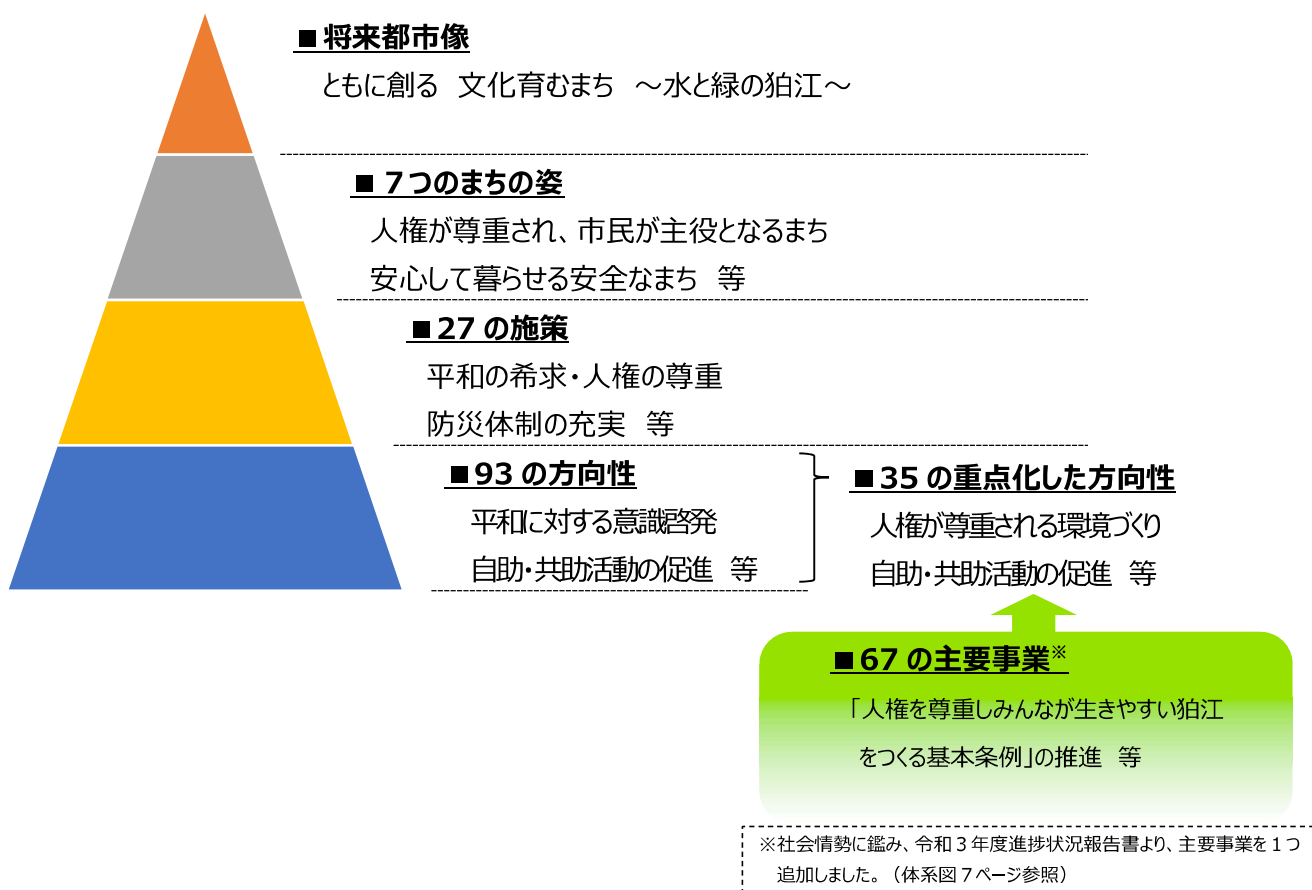 ■将来都市像
ともに創る　文化育むまち　～水と緑の狛江～
■ 7つのまちの姿
人権が尊重され、市民が主役となるまち
安心して暮らせる安全なまち　等
■27 の施策
平和の希求・人権の尊重
防災体制の充実　等
■93 の方向性
平和に対する意識啓発
自助・共助活動の促進　等
■35 の重点化した方向性
人権が尊重される環境づくり
自助・共助活動の促進　等
■67 の主要事業※
「人権を尊重しみんなが生きやすい狛江
をつくる基本条例」の推進　等
※社会情勢に鑑み、令和３年度進捗状況報告書より、主要事業を１つ
追加しました。（体系図７ページ参照）